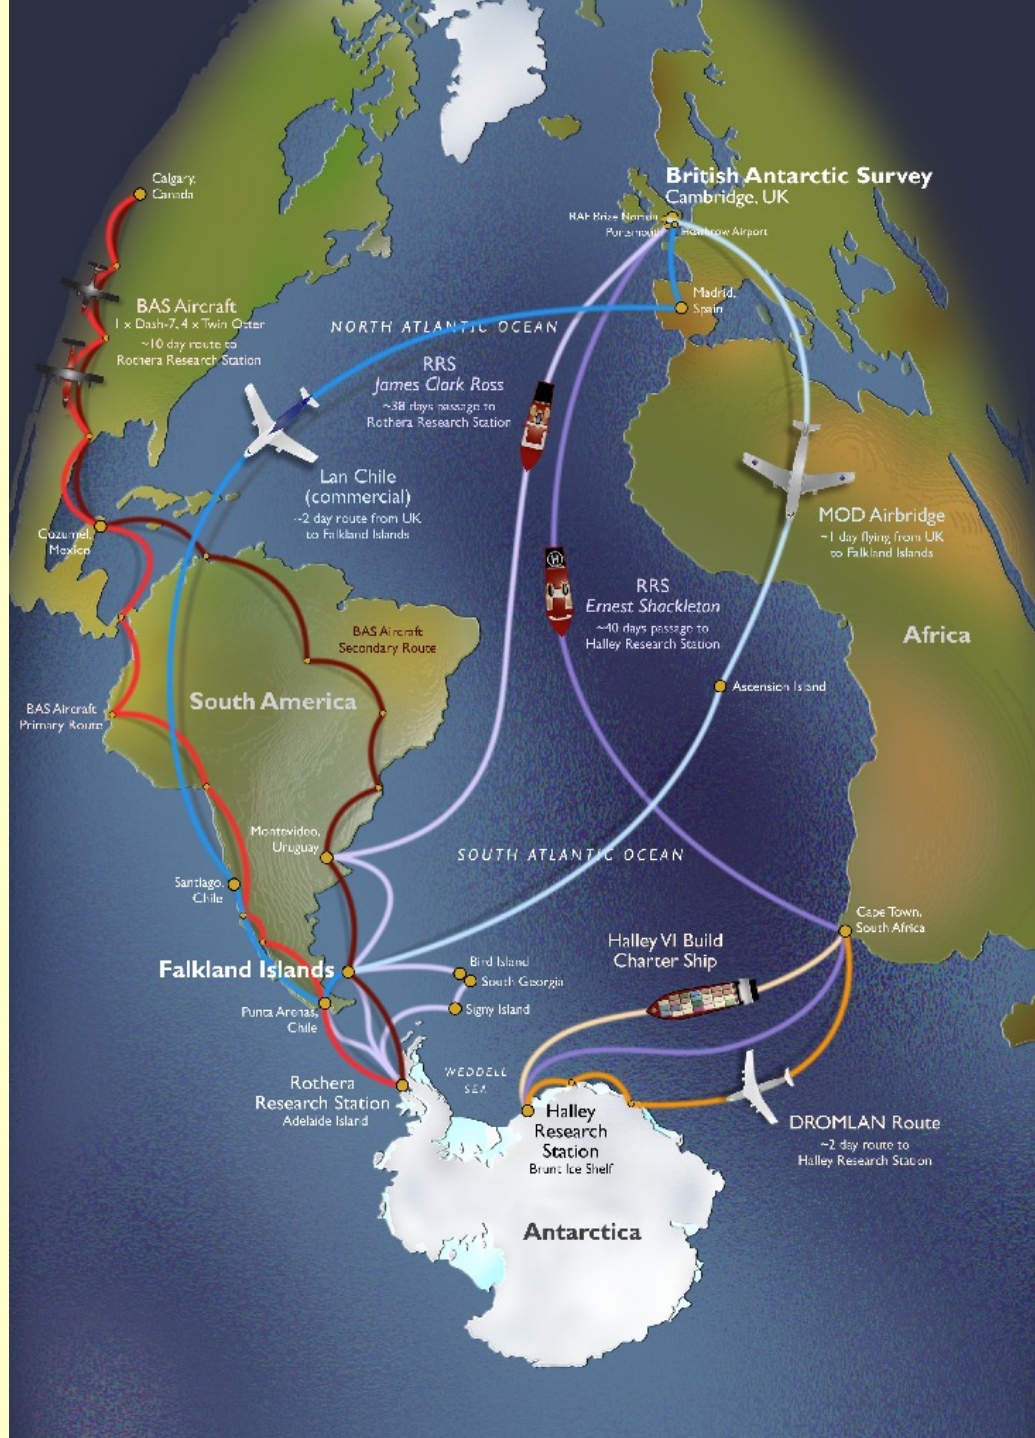 British Antarctic Survey
Cambridge, UK
RAF Brize Norton
Portsmouth
Heathrow Airport
Calgary,
Canada
Madrid,
Spain
BAS Aircraft
1 x Dash-7, 4 x Twin Otter
~10 day route to
Rothera Research Station
NORTH ATLANTIC OCEAN
RRS
James Clark Ross
~38 days passage to
Rothera Research Station
Lan Chile
(commercial)
~2 day route from UK
to Falkland Islands
MOD Airbridge
~1 day flying from UK
to Falkland Islands
Cozumel,
Mexico
RRS
Ernest Shackleton
~40 days passage to
Halley Research Station
BAS Aircraft
Secondary Route
Africa
South America
Ascension Island
BAS Aircraft
Primary Route
Montevideo,
Uruguay
SOUTH ATLANTIC OCEAN
Santiago,
Chile
Cape Town,
South Africa
Halley VI Build
Charter Ship
Falkland Islands
Bird Island
South Georgia
Signy Island
Punta Arenas,
Chile
WEDDELL
SEA
Rothera
Research Station
Adelaide Island
Halley
Research
Station
Brunt Ice Shelf
DROMLAN Route
~2 day route to
Halley Research Station
Antarctica